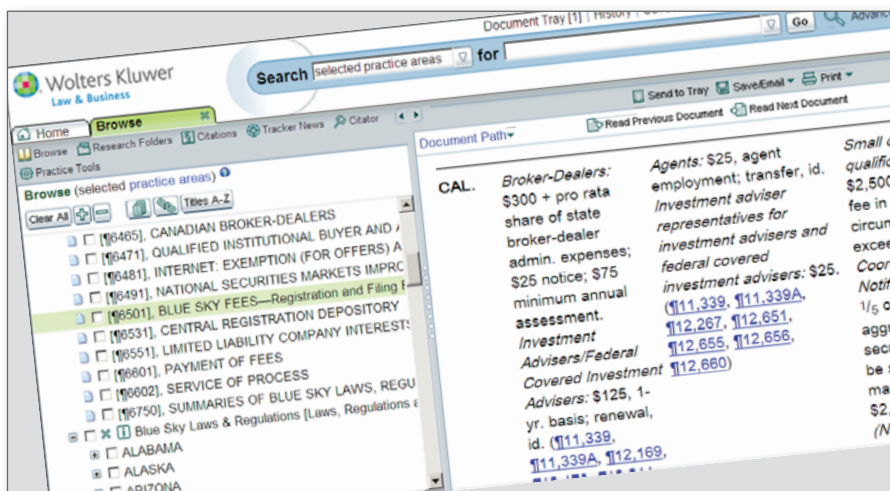 Document Tray [1] | History |
Wolters Kluwer
Law & Business
Search selected practice areas for Go
Home Browse
Browse Research Folders Citations Tracker News Citator
Practice Tools
Browse (selected practice areas)
Clear All Titles A-Z
[¶6465], CANADIAN BROKER-DEALERS
[¶6471], QUALIFIED INSTITUTIONAL BUYER AND
[¶6481], INTERNET: EXEMPTION (FOR OFFERS) A
[¶6491], NATIONAL SECURITIES MARKETS IMPRC
[¶6501], BLUE SKY FEES—Registration and Filing F
[¶6531], CENTRAL REGISTRATION DEPOSITORY
[¶6551], LIMITED LIABILITY COMPANY INTERESTS
[¶6601], PAYMENT OF FEES
[¶6602], SERVICE OF PROCESS
[¶6750], SUMMARIES OF BLUE SKY LAWS, REGU
Blue Sky Laws & Regulations [Laws, Regulations
ALABAMA
ALASKA
ARIZONA
Send to Tray Save/Email Print
Document Path Read Previous Document Read Next Document
CAL.
Broker-Dealers:
$300 + pro rata
share of state
broker-dealer
admin. expenses;
$25 notice; $75
minimum annual
assessment.
Investment
Advisers/Federal
Covered Investment
Advisers: $125, 1-
yr. basis; renewal,
id. (¶11,339,
¶11,339A, ¶12,169,
Agents: $25, agent
employment; transfer, id.
Investment adviser
representatives for
investment advisers and
federal covered
investment advisers: $25.
(¶11,339, ¶11,339A,
¶12,267, ¶12,651,
¶12,655, ¶12,656,
¶12,660)
Small
qualific
$2,500
fee in
circum
excee
Coor
Notif
1/5 o
aggr
secu
be s
ma
$2,
(N